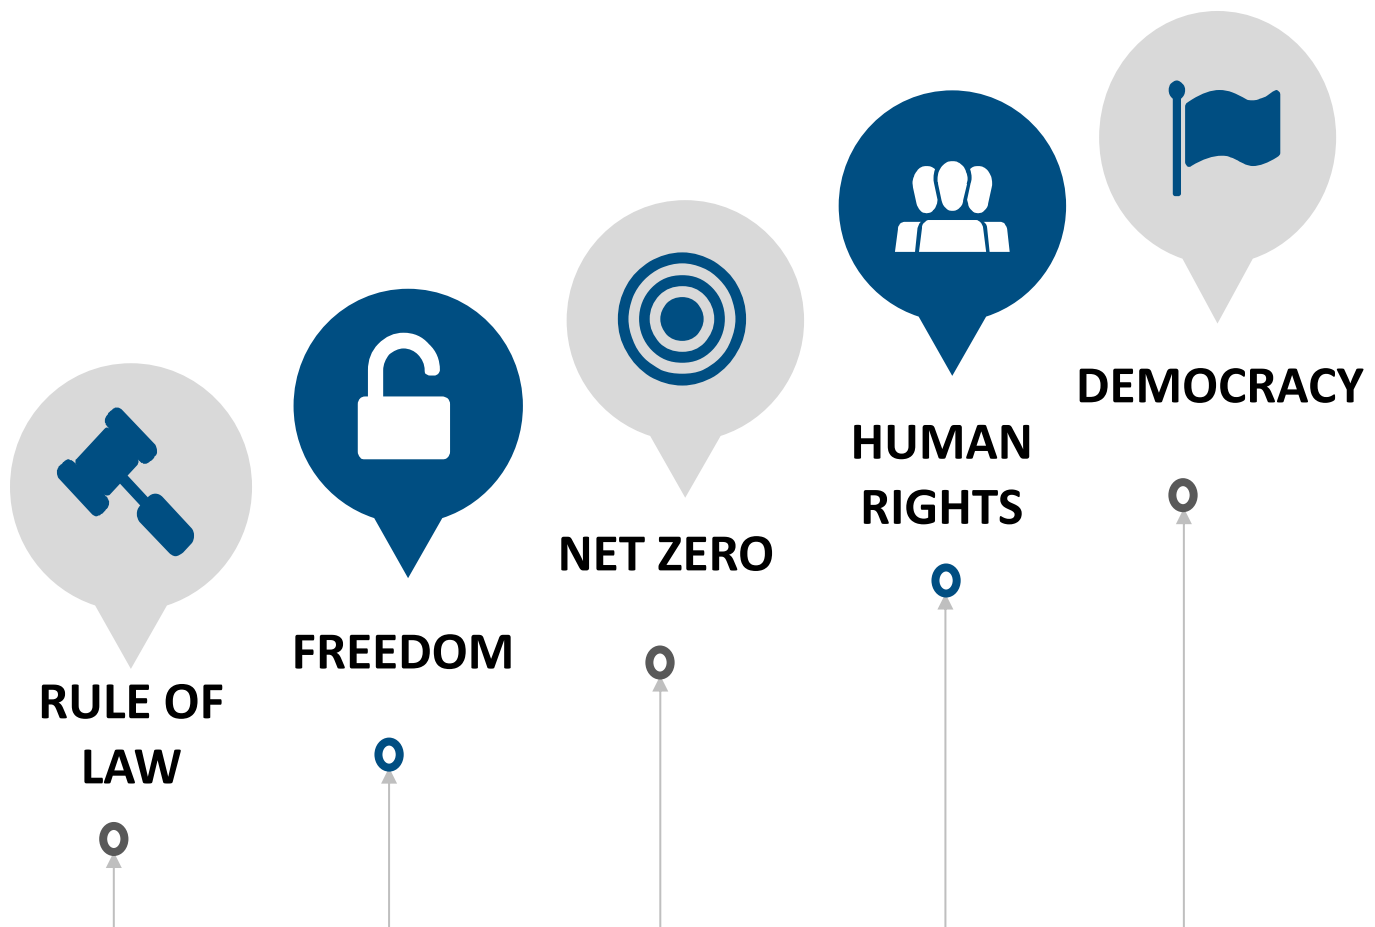 RULE OF
LAW
FREEDOM
NET ZERO
HUMAN
RIGHTS
DEMOCRACY